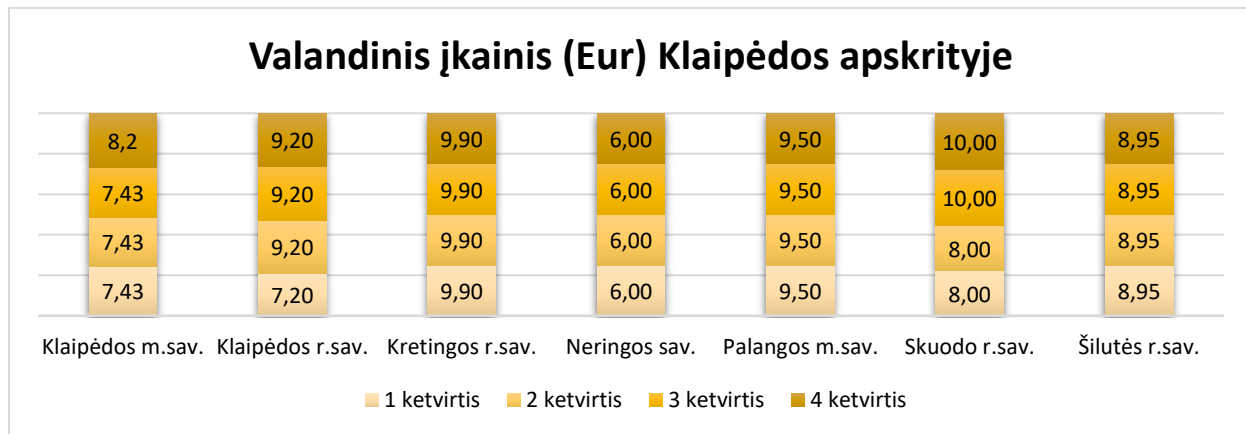 Valandinis įkainis (Eur) Klaipėdos apskrityje
8,2 9,20 9,90 6,00 9,50 10,00 8,95
7,43 9,20 9,90 6,00 9,50 10,00 8,95
7,43 9,20 9,90 6,00 9,50 8,00 8,95
7,43 7,20 9,90 6,00 9,50 8,00 8,95
Klaipėdos m.sav. Klaipėdos r.sav. Kretingos r.sav. Neringos sav. Palangos m.sav. Skuodo r.sav. Šilutės r.sav.
1 ketvirtis 2 ketvirtis 3 ketvirtis 4 ketvirtis